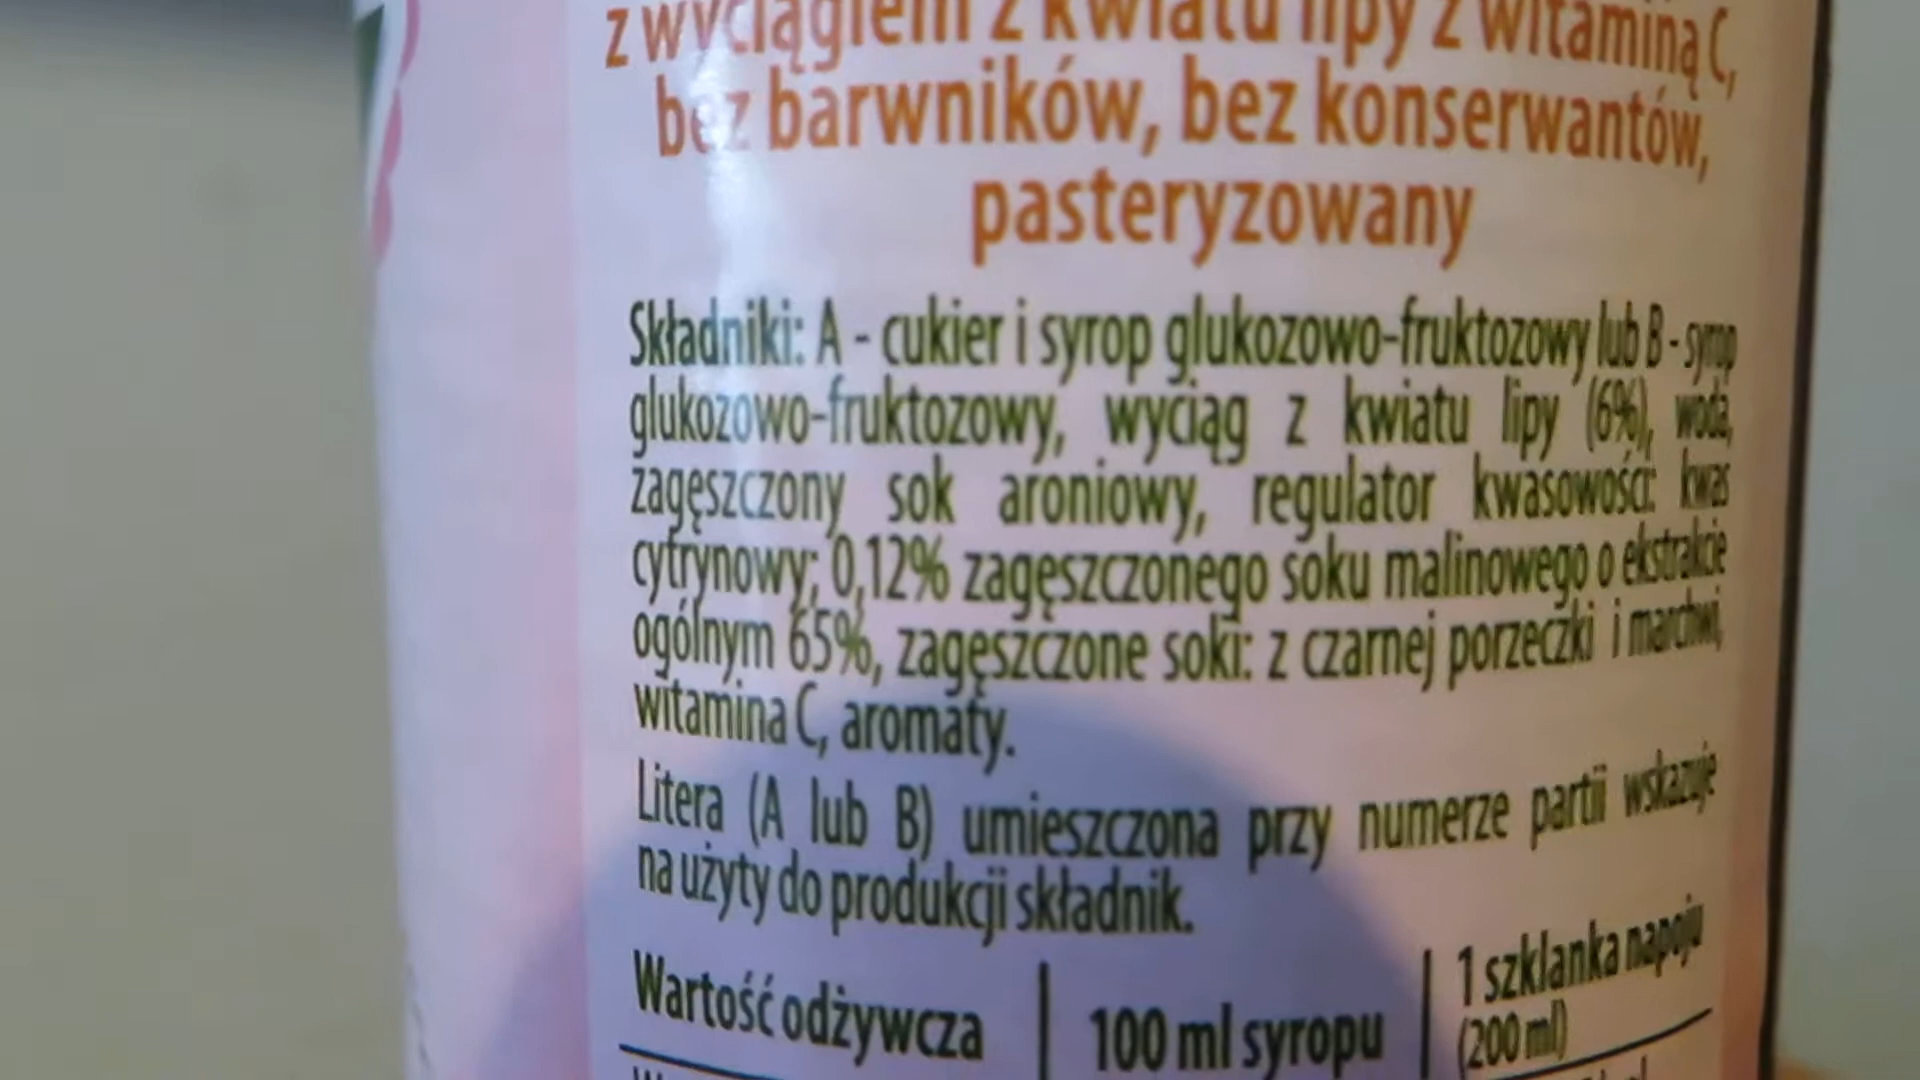 z wyciągiem z kwiatu lipy z witaminą C,
bez barwników, bez konserwantów,
pasteryzowany
Składniki: A - cukier i syrop glukozowo-fruktozowy lub B - syrop
glukozowo-fruktozowy, wyciąg z kwiatu lipy (6%), woda,
zagęszczony sok aroniowy, regulator kwasowości: kwas
cytrynowy; 0,12% zagęszczonego soku malinowego o ekstrakcie
ogólnym 65%, zagęszczone soki: z czarnej porzeczki i marchwi,
witamina C, aromaty.
Litera (A lub B) umieszczona przy numerze partii wskazuje
na użyty do produkcji składnik.
Wartość odżywcza | 100 ml syropu | 1 szklanka napoju
(200 ml)